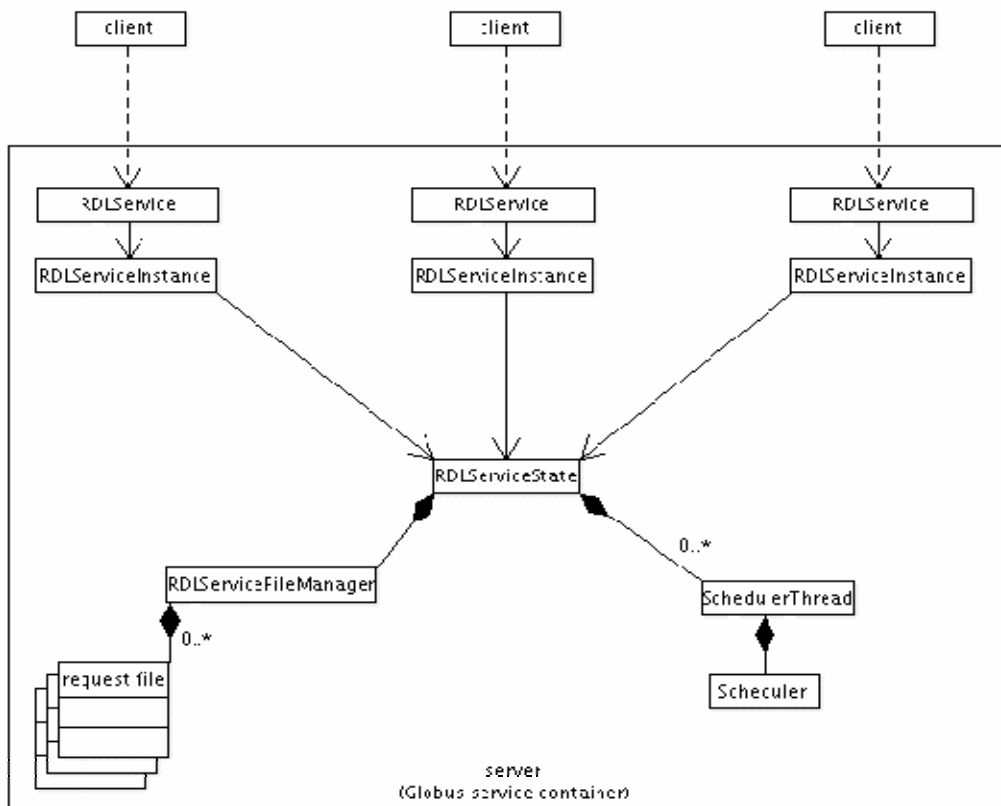 client
client
client
RDLService
RDLService
RDLService
RDLServiceInstance
RDLServiceInstance
RDLServiceInstance
RDLServiceState
0..*
RDLServiceFileManager
SchedulerThread
0..*
request file
Scheduler
server
(Globus service container)